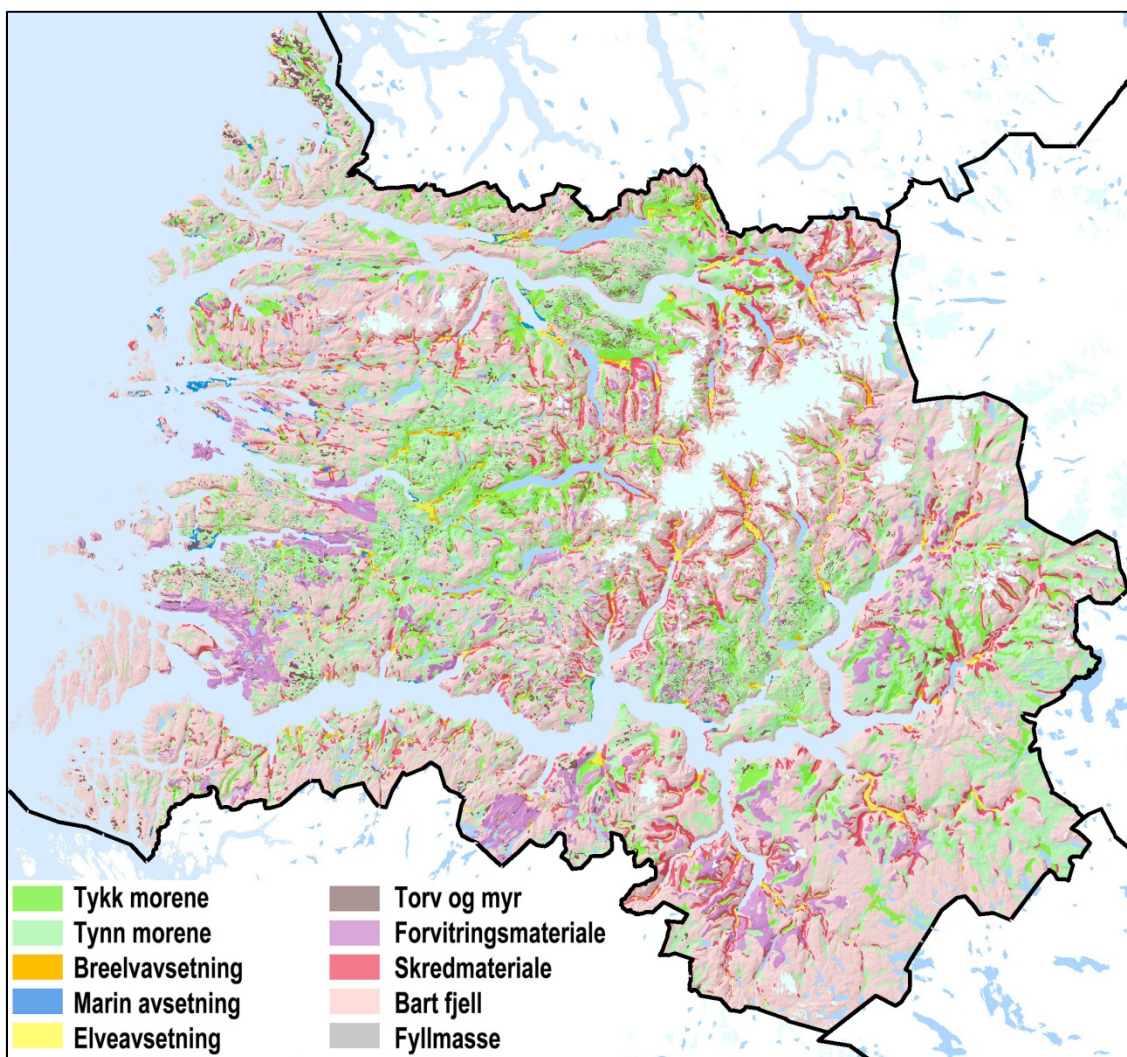 Tykk morene
Tynn morene
Breelvavsetning
Marin avsetning
Elveavsetning
Torv og myr
Forvitringsmateriale
Skredmateriale
Bart fjell
Fyllmasse